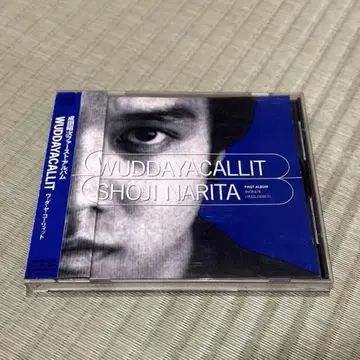 成田昭次ファースト・アルバム
WUDDAYACALLIT
ワダヤコーリット
WUDDAYACALLIT
SHOJI NARITA
FIRST ALBUM